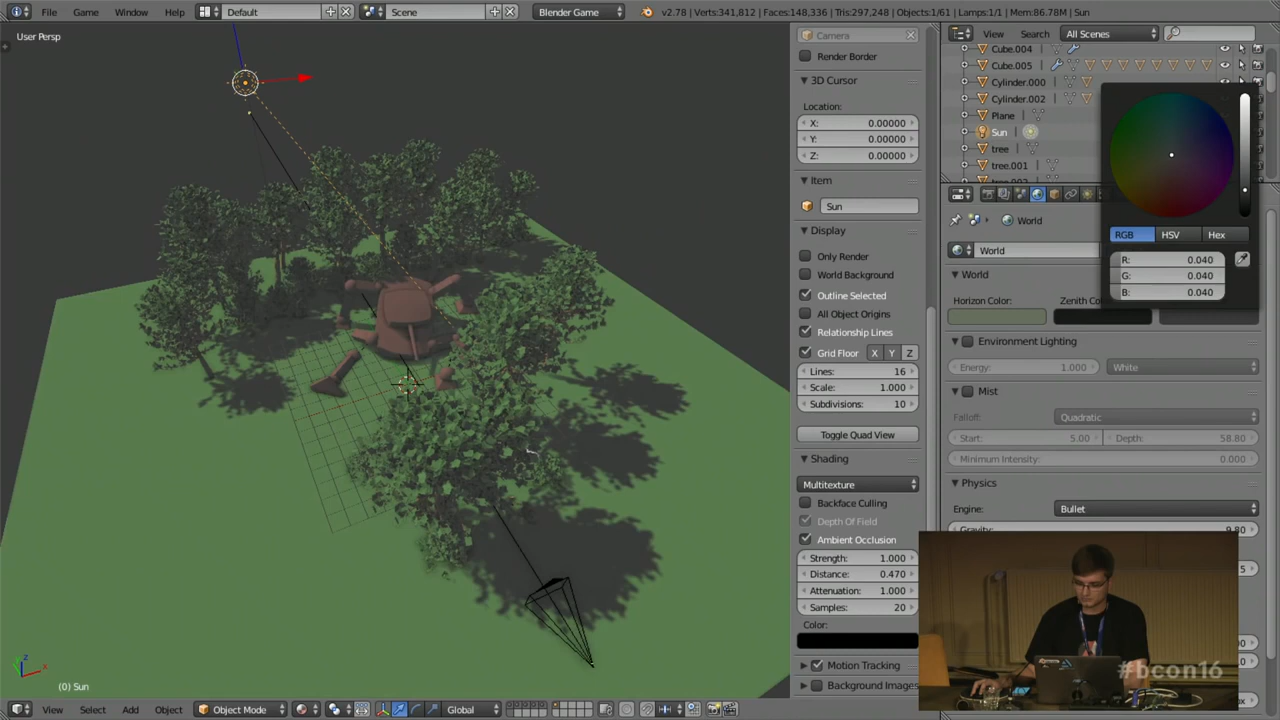 File Game Window Help Default Scene Blender Game v2.78 | Verts:341,812 | Faces:148,336 | Tris:297,248 | Objects:1/61 | Lamps:1/1 | Mem:86.78M | Sun
User Persp
Camera
Render Border
3D Cursor
Location:
X: 0.00000
Y: 0.00000
Z: 0.00000
Item
Sun
Display
Only Render
World Background
Outline Selected
All Object Origins
Relationship Lines
Grid Floor X Y Z
Lines: 16
Scale: 1.000
Subdivisions: 10
Toggle Quad View
Shading
Multitexture
Backface Culling
Depth Of Field
Ambient Occlusion
Strength: 1.000
Distance: 0.470
Attenuation: 1.000
Samples: 20
Color:
Motion Tracking
Background Images
View Search All Scenes
Cube.004
Cube.005
Cylinder.000
Cylinder.002
Plane
Sun
tree
tree.001
World
World
RGB HSV Hex
R: 0.040
G: 0.040
B: 0.040
World
Horizon Color: Zenith
Environment Lighting
Energy: 1.000 White
Mist
Falloff: Quadratic
Start: 5.00 Depth: 58.80
Minimum Intensity: 0.000
Physics
Engine: Bullet
Gravity: 9.80
#bcon16
(0) Sun
View Select Add Object Object Mode Global